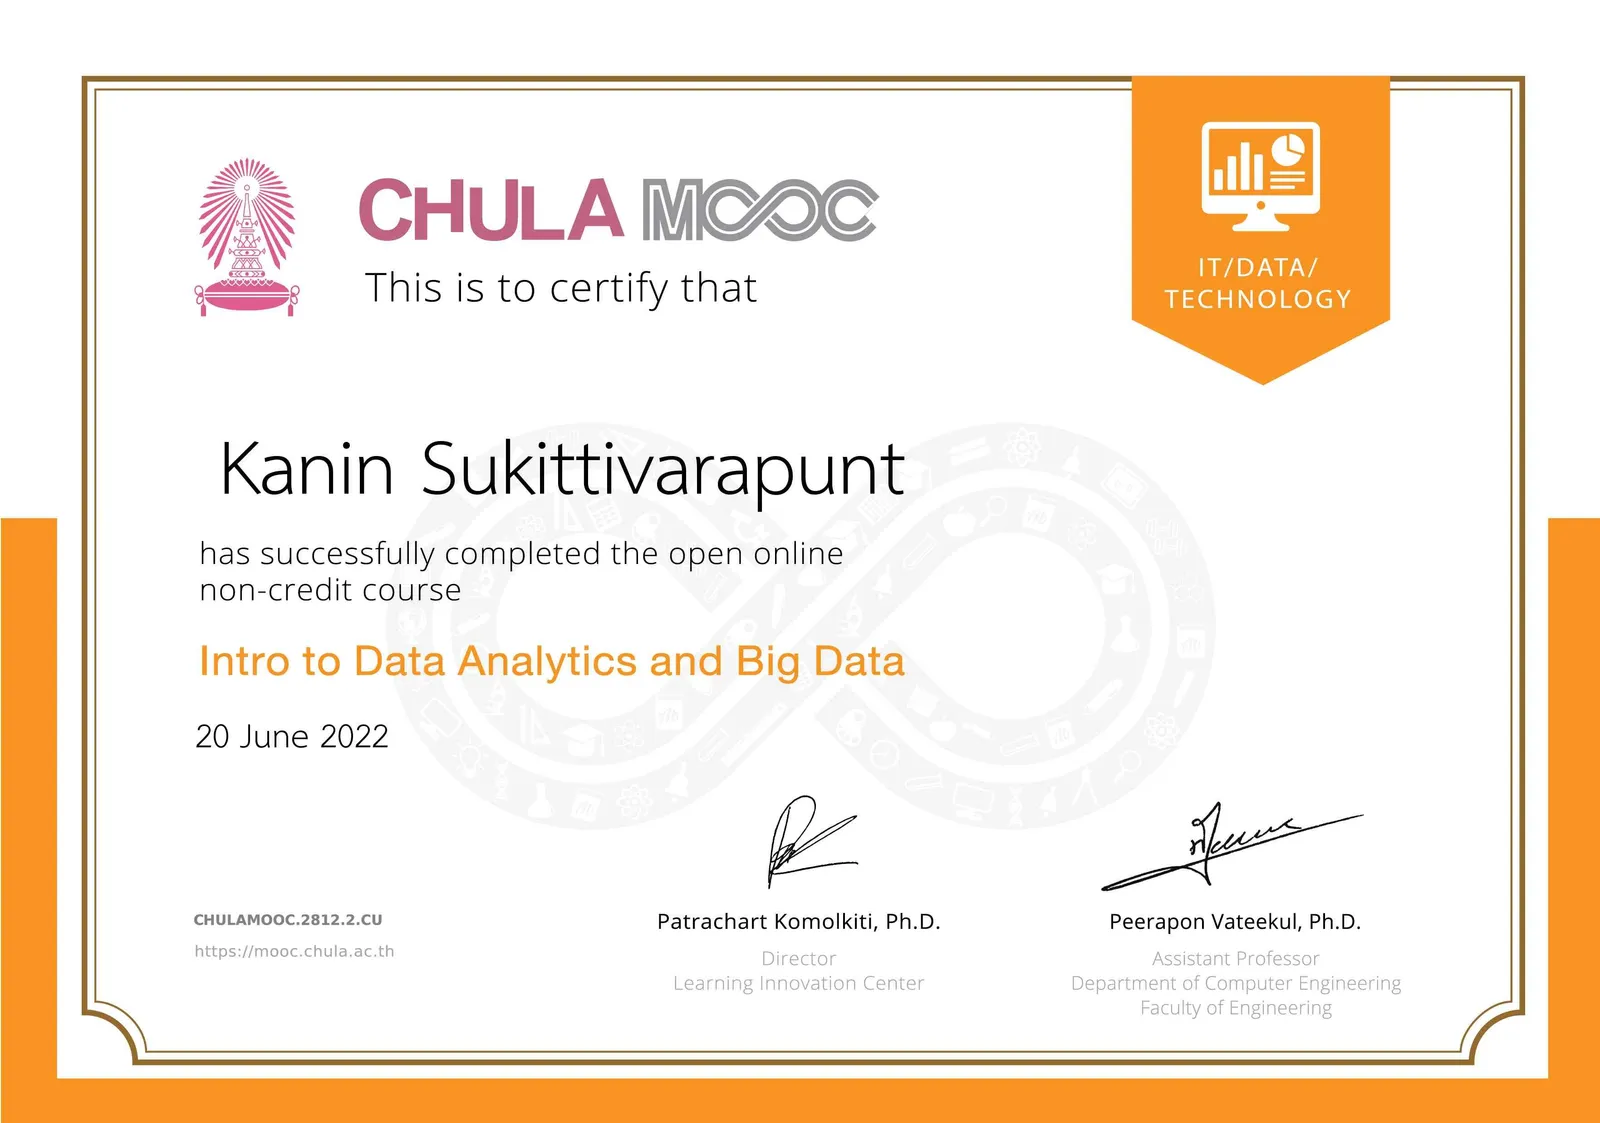 CHULA MOOC
This is to certify that
IT/DATA/
TECHNOLOGY
Kanin Sukittivarapunt
has successfully completed the open online
non-credit course
Intro to Data Analytics and Big Data
20 June 2022
CHULAMOOC.2812.2.CU
https://mooc.chula.ac.th
Patrachart Komolkiti, Ph.D.
Director
Learning Innovation Center
Peerapon Vateekul, Ph.D.
Assistant Professor
Department of Computer Engineering
Faculty of Engineering